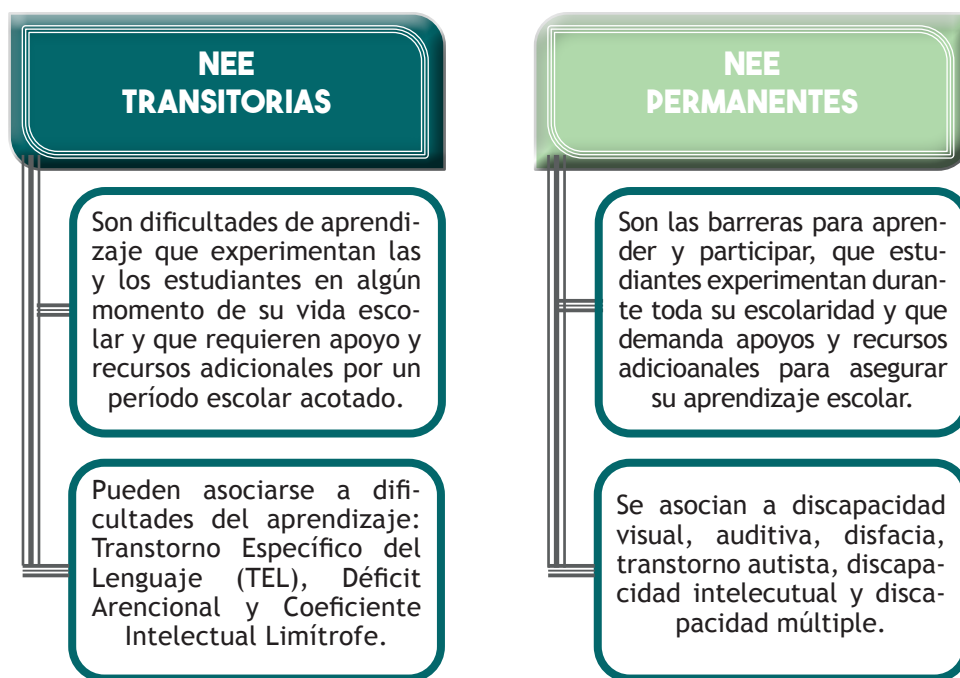 NEE
TRANSITORIAS
Son dificultades de aprendi-
zaje que experimentan las
y los estudiantes en algún
momento de su vida esco-
lar y que requieren apoyo y
recursos adicionales por un
período escolar acotado.
Pueden asociarse a difi-
cultades del aprendizaje:
Transtorno Específico del
Lenguaje (TEL), Déficit
Arencional y Coeficiente
Intelectual Limítrofe.
NEE
PERMANENTES
Son las barreras para apren-
der y participar, que estu-
diantes experimentan duran-
te toda su escolaridad y que
demanda apoyos y recursos
adicioanales para asegurar
su aprendizaje escolar.
Se asocian a discapacidad
visual, auditiva, disfacia,
transtorno autista, discapa-
cidad intelecutual y disca-
pacidad múltiple.